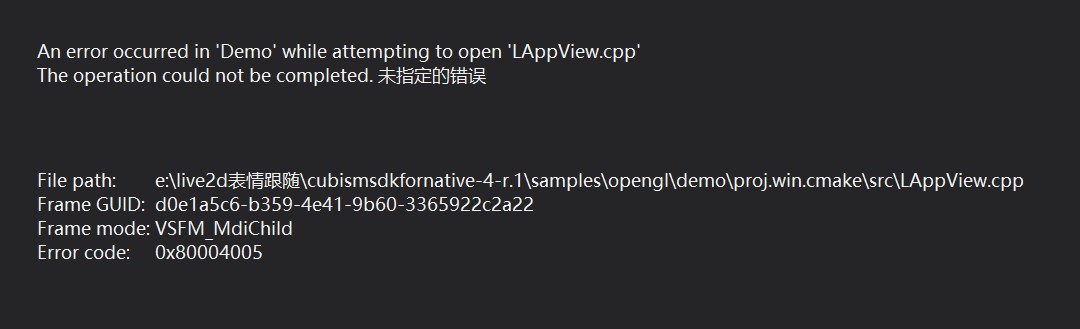 An error occurred in 'Demo' while attempting to open 'LAppView.cpp'
The operation could not be completed. 未指定的错误
File path: e:\live2d表情跟随\cubismsdkfornative-4-r.1\samples\opengl\demo\proj.win.cmake\src\LAppView.cpp
Frame GUID: d0e1a5c6-b359-4e41-9b60-3365922c2a22
Frame mode: VSFM_MdiChild
Error code: 0x80004005